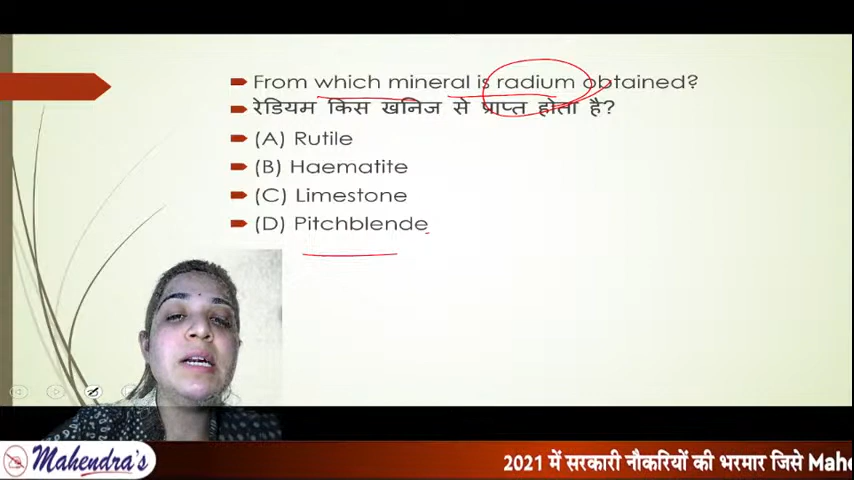 From which mineral is radium obtained?
रेडियम किस खनिज से प्राप्त होता है?
(A) Rutile
(B) Haematite
(C) Limestone
(D) Pitchblende
Mahendra's
2021 में सरकारी नौकरियों की भरमार जिसे Mahe